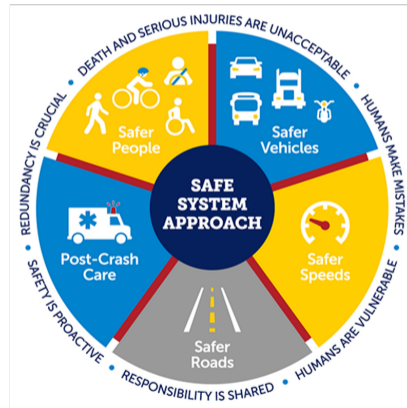 DEATH AND SERIOUS INJURIES ARE UNACCEPTABLE
HUMANS MAKE MISTAKES
HUMANS ARE VULNERABLE
RESPONSIBILITY IS SHARED
SAFETY IS PROACTIVE
REDUNDANCY IS CRUCIAL
Safer
People
Safer
Vehicles
SAFE
SYSTEM
APPROACH
Post-Crash
Care
Safer
Speeds
Safer
Roads